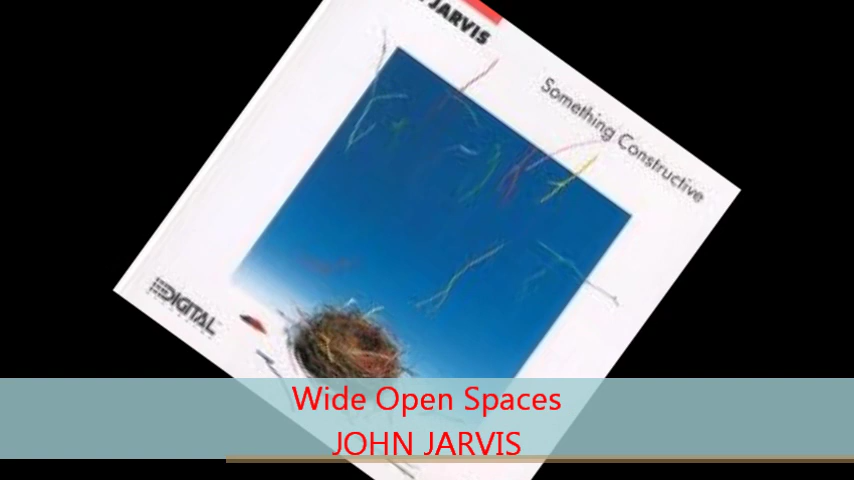 JARVIS
Something Constructive
DIGITAL
Wide Open Spaces
JOHN JARVIS